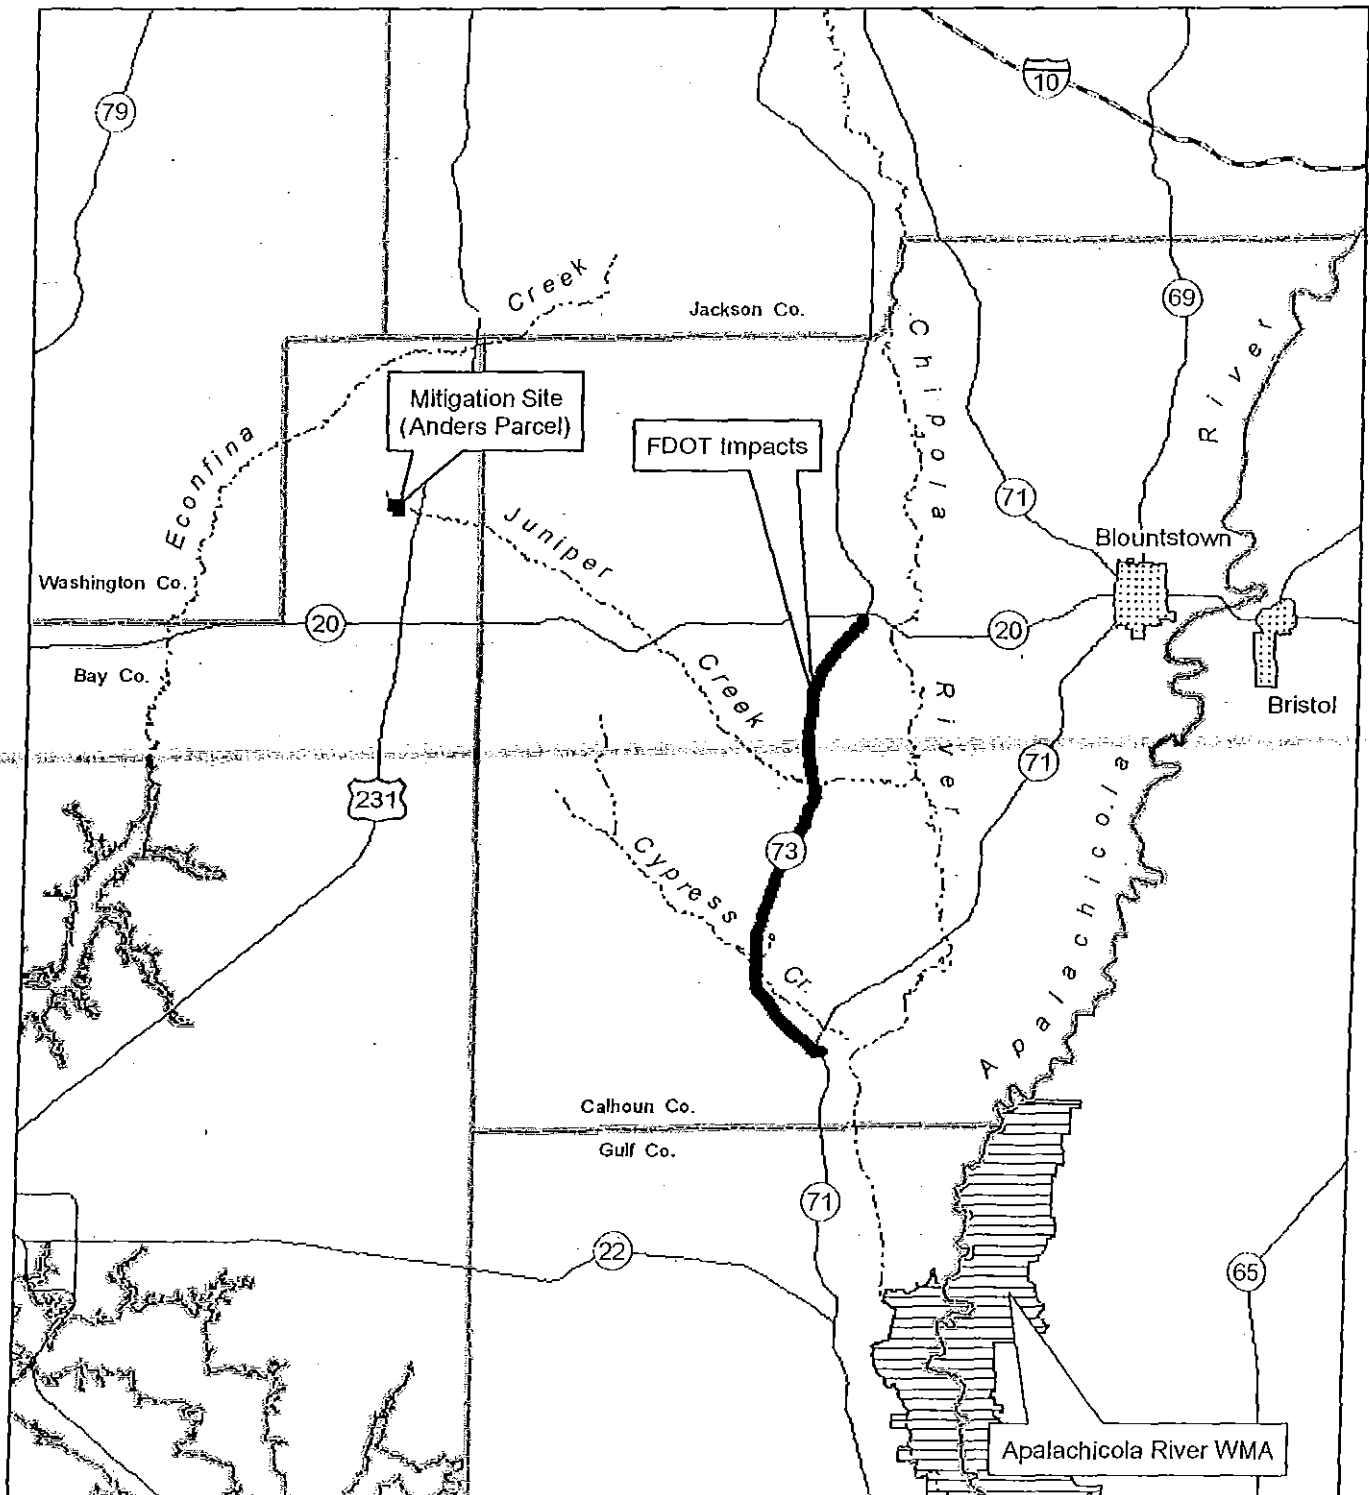 79
10
Creek
Jackson Co.
69
River
Chipola
Mitigation Site
(Anders Parcel)
FDOT Impacts
Econfina
71
Juniper
Blountstown
Washington Co.
20
20
Creek
River
Bay Co.
Bristol
71
231
73
Cypress
Apalachicola
Cr.
Calhoun Co.
Gulf Co.
71
22
65
Apalachicola River WMA